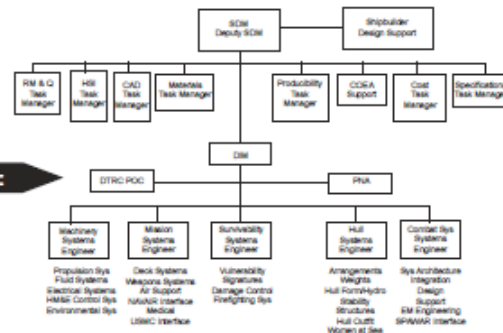 SDM
Deputy SDM
Shipbuilder
Design Support
RM & Q
Task
Manager
HSI
Task
Manager
CAD
Task
Manager
Materials
Task Manager
Producibility
Task
Manager
COEA
Support
Cost
Task
Manager
Specification
Task Manage
DIM
DTRC POC
PNA
Machinery
Systems
Engineer
Mission
Systems
Engineer
Survivability
Systems
Engineer
Hull
Systems
Engineer
Combat Sys
Systems
Engineer
Propulsion Sys
Fluid Systems
Electrical Systems
HM&E Control Sys
Environmental Sys
Deck Systems
Weapons Systems
Air Support
NAVAIR Interface
Medical
USMC Interface
Vulnerability
Signatures
Damage Control
Firefighting Sys
Arrangements
Weights
Hull Form/Hydro
Stability
Structures
Hull Outfit
Women at Sea
Sys Architecture
Integration
Design
Support
EM Engineering
SPAWAR Interface